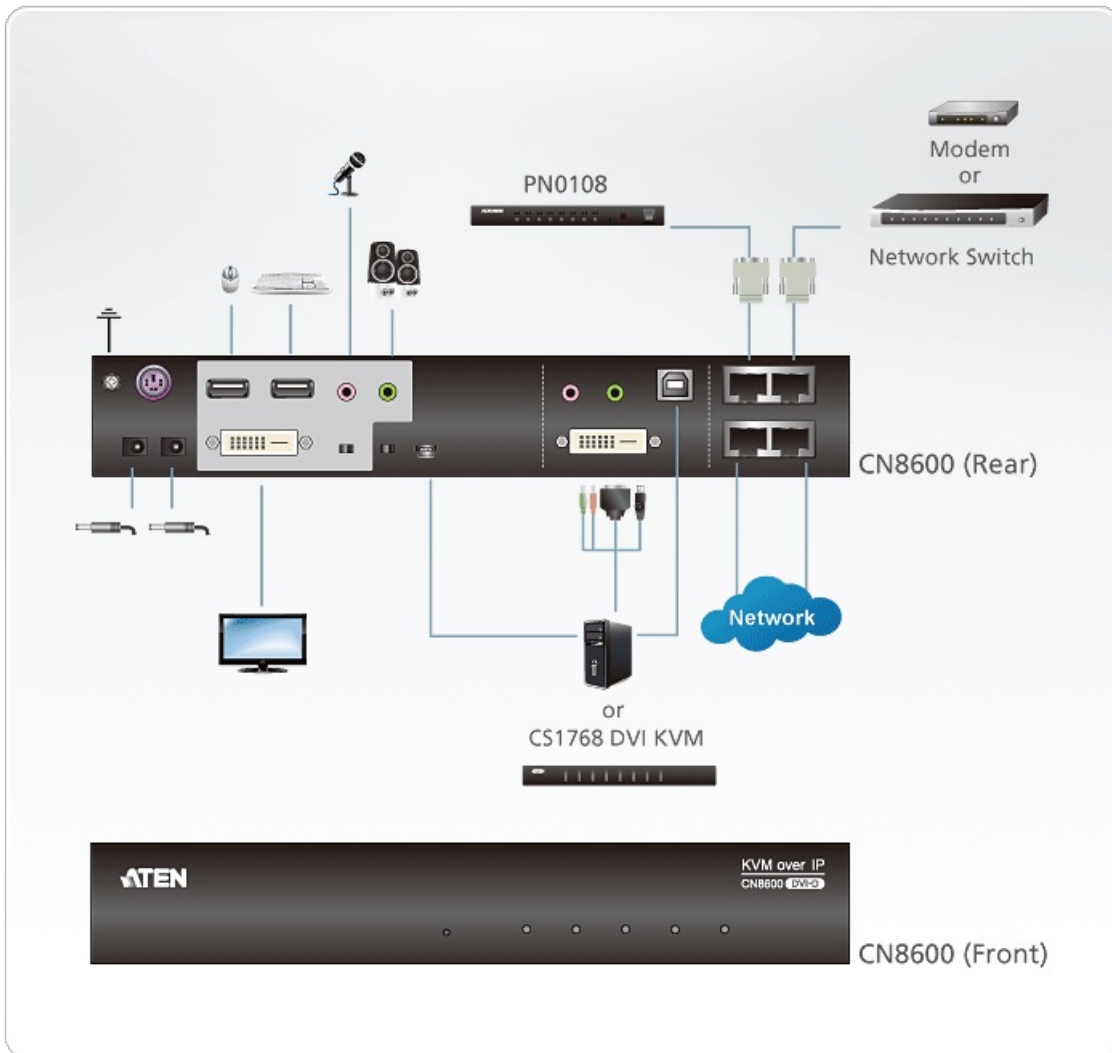 Modem
or
Network Switch
PN0108
CN8600 (Rear)
Network
or
CS1768 DVI KVM
ATEN
KVM over IP
CN8600 DVI-D
CN8600 (Front)